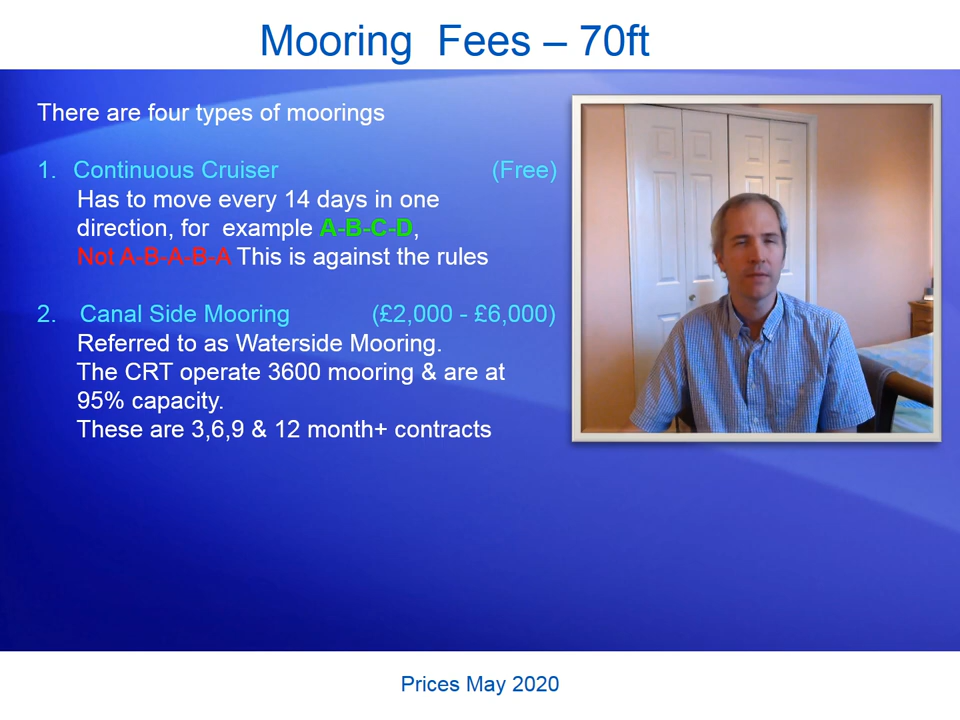 Mooring Fees – 70ft
There are four types of moorings
1. Continuous Cruiser (Free)
Has to move every 14 days in one
direction, for example A-B-C-D,
Not A-B-A-B-A This is against the rules
2. Canal Side Mooring (£2,000 - £6,000)
Referred to as Waterside Mooring.
The CRT operate 3600 mooring & are at
95% capacity.
These are 3,6,9 & 12 month+ contracts
Prices May 2020